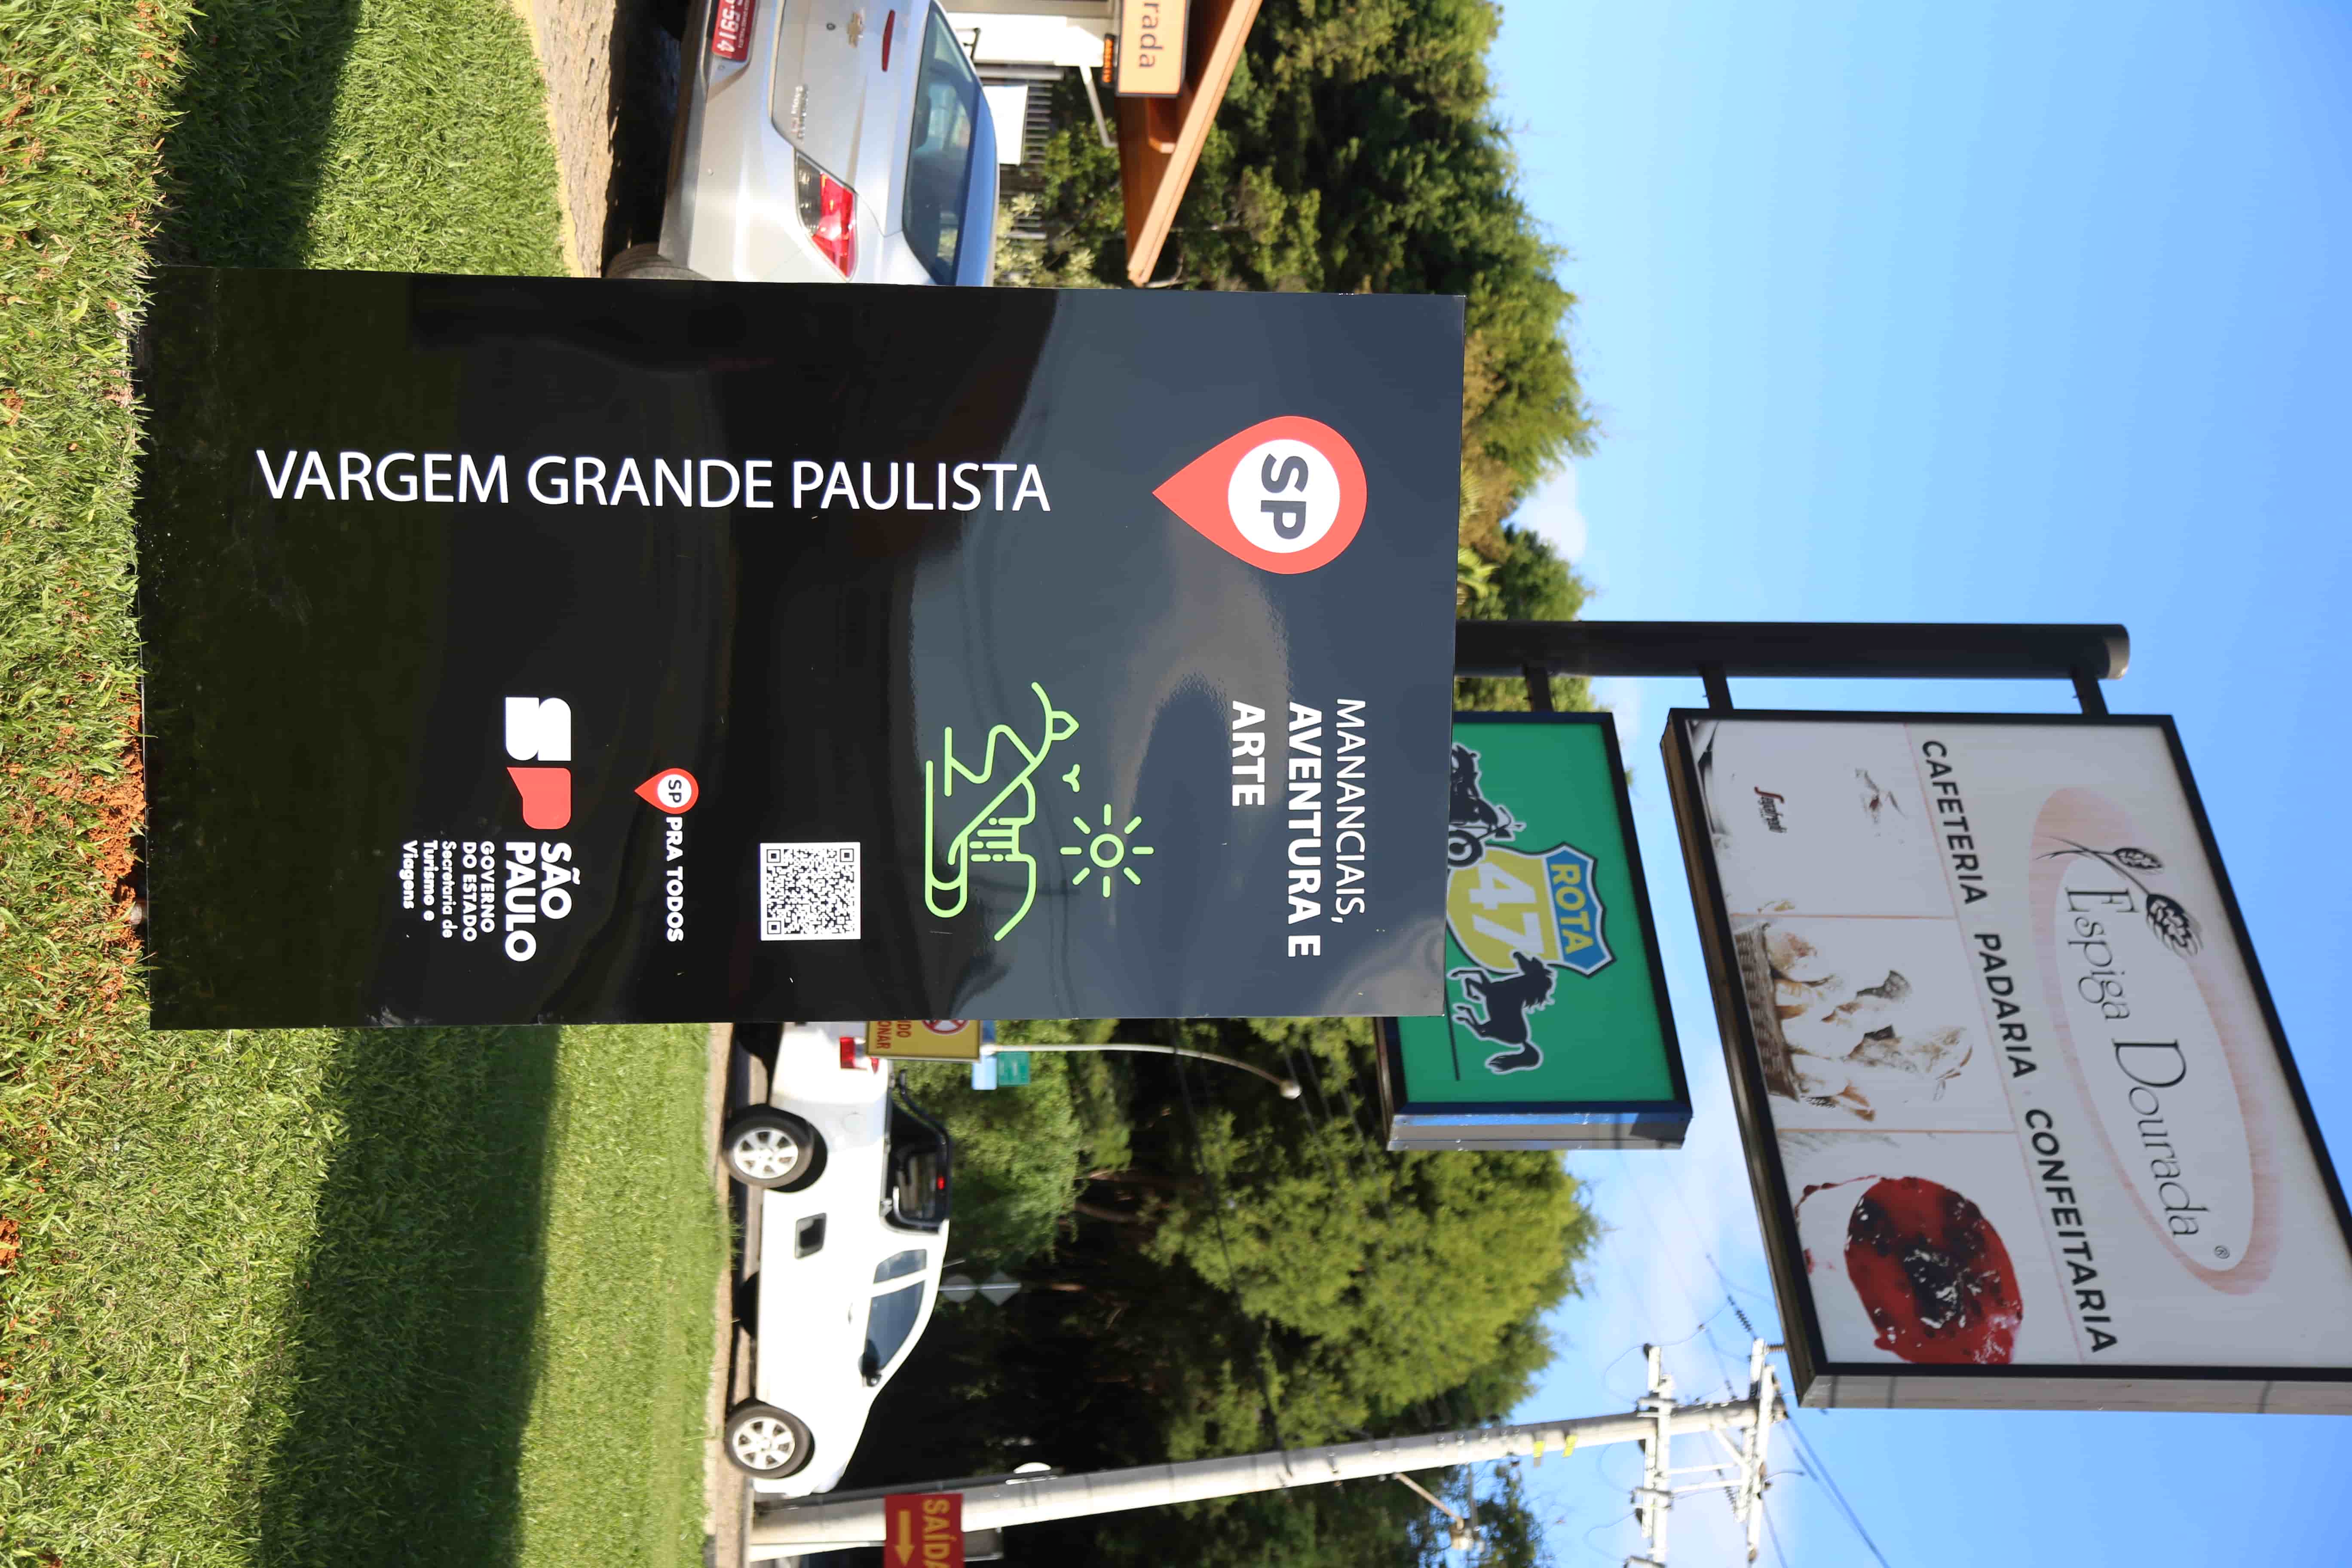 Espiga Dourada ®
CAFETERIA PADARIA CONFEITARIA
Segafredo
ROTA
47
SP
MANANCIAIS,
AVENTURA E
ARTE
VARGEM GRANDE PAULISTA
SP PRA TODOS
SÃO
PAULO
GOVERNO
DO ESTADO
Secretaria de
Turismo e
Viagens
rada
SAÍDA